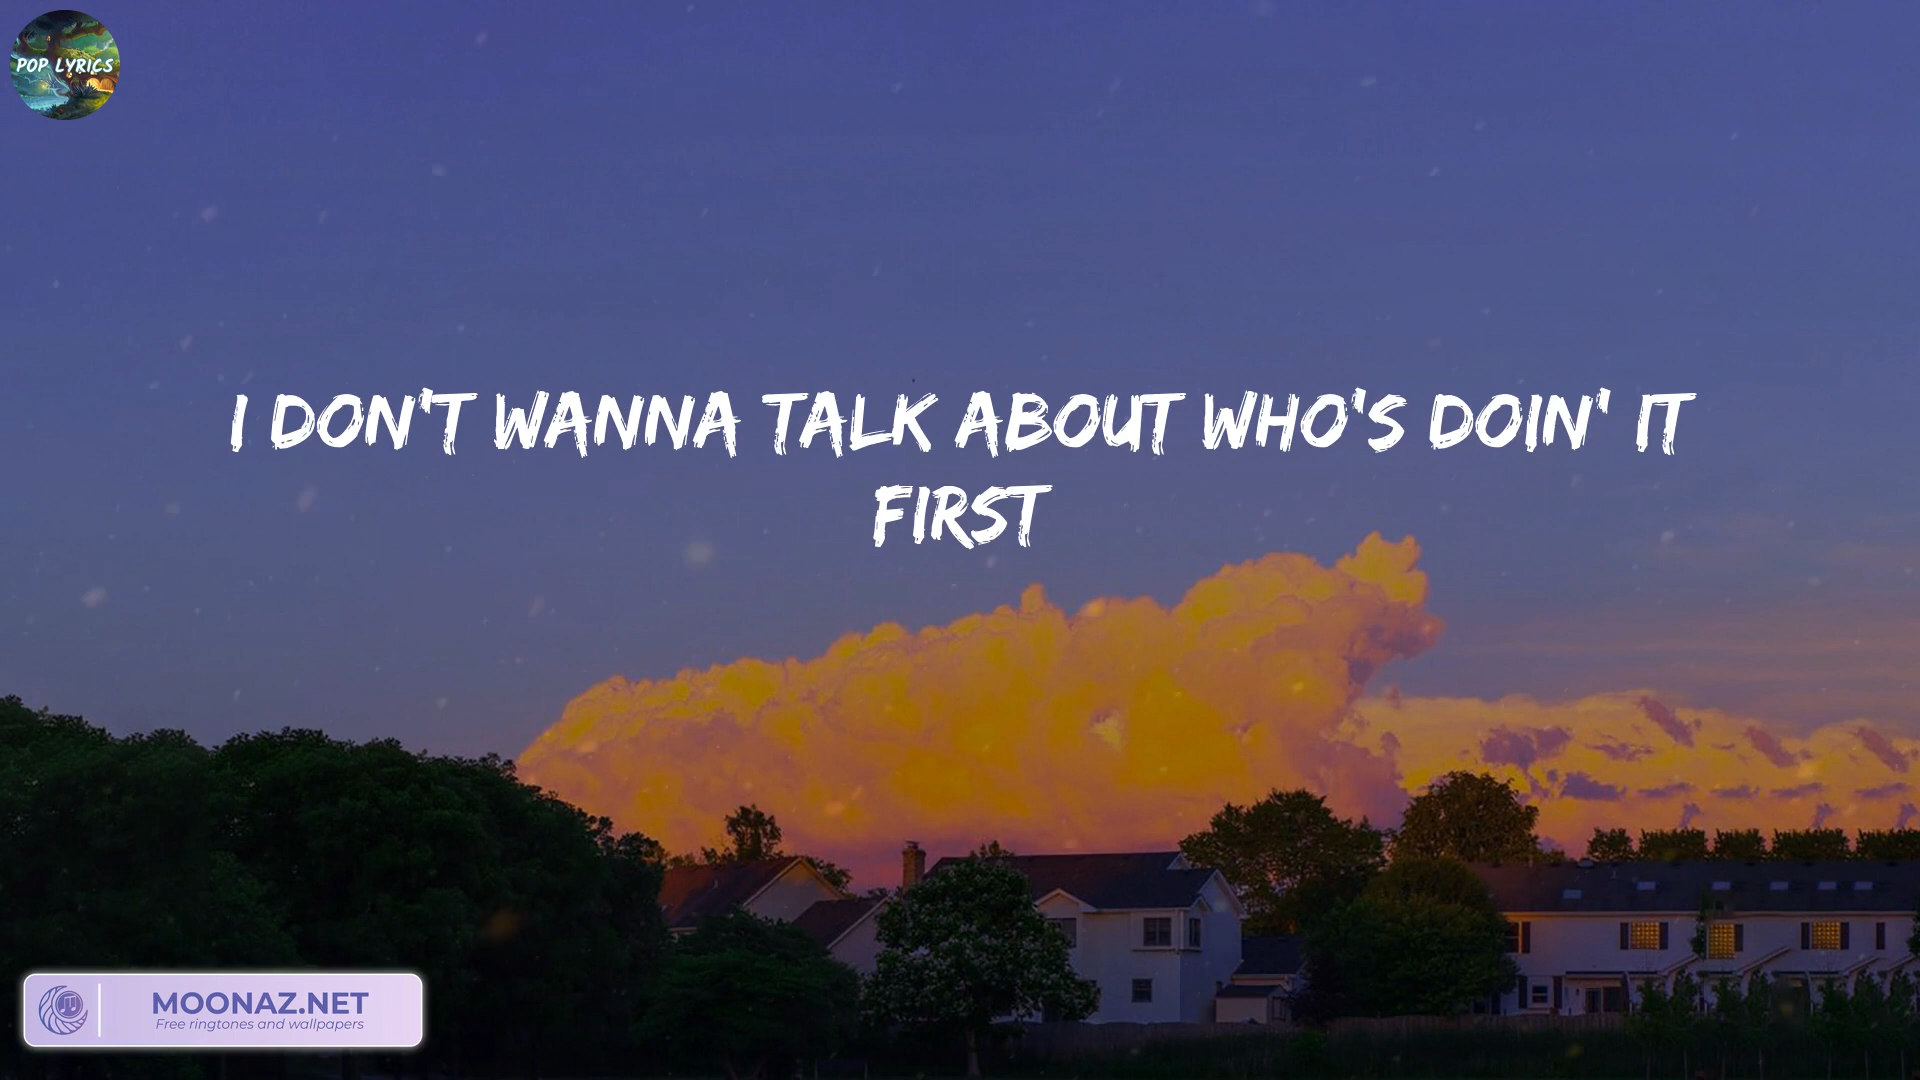 POP LYRICS
I DON'T WANNA TALK ABOUT WHO'S DOIN' IT
FIRST
MOONAZ.NET
Free ringtones and wallpapers